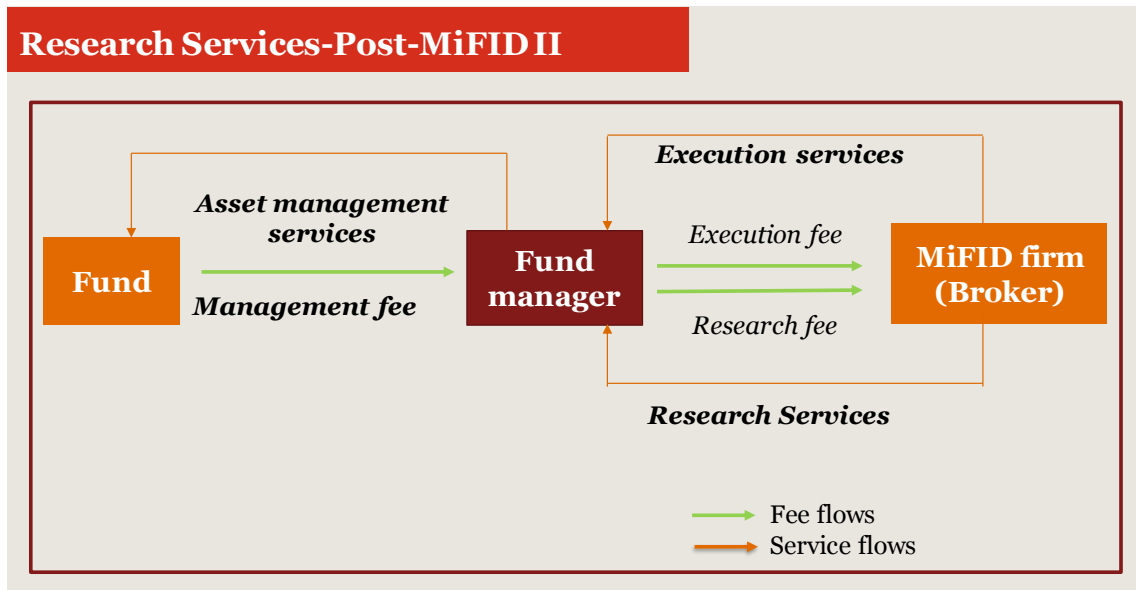 Research Services-Post-MiFID II
Execution services
Asset management
services
Execution fee
Fund
Fund
manager
MiFID firm
(Broker)
Management fee
Research fee
Research Services
Fee flows
Service flows